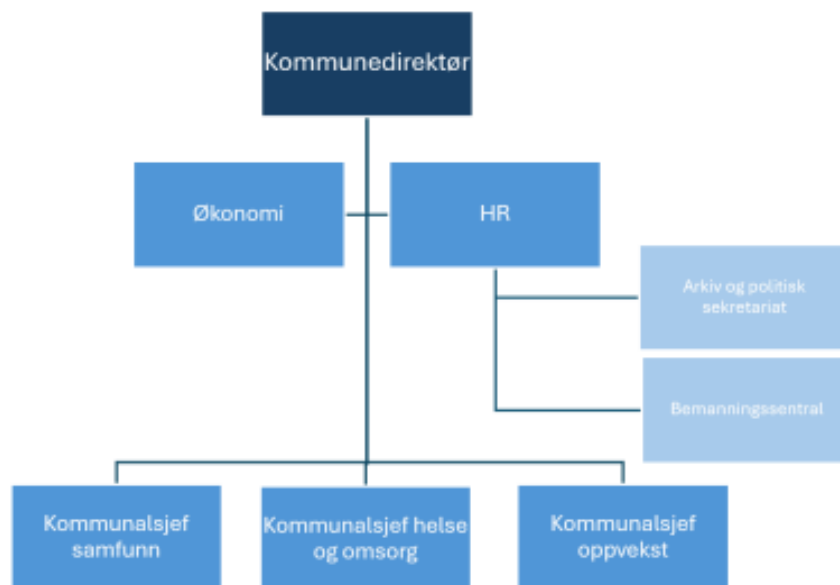 Kommunedirektør
Økonomi
HR
Arkiv og politisk
sekretariat
Bemanningssentral
Kommunalsjef
samfunn
Kommunalsjef helse
og omsorg
Kommunalsjef
oppvekst